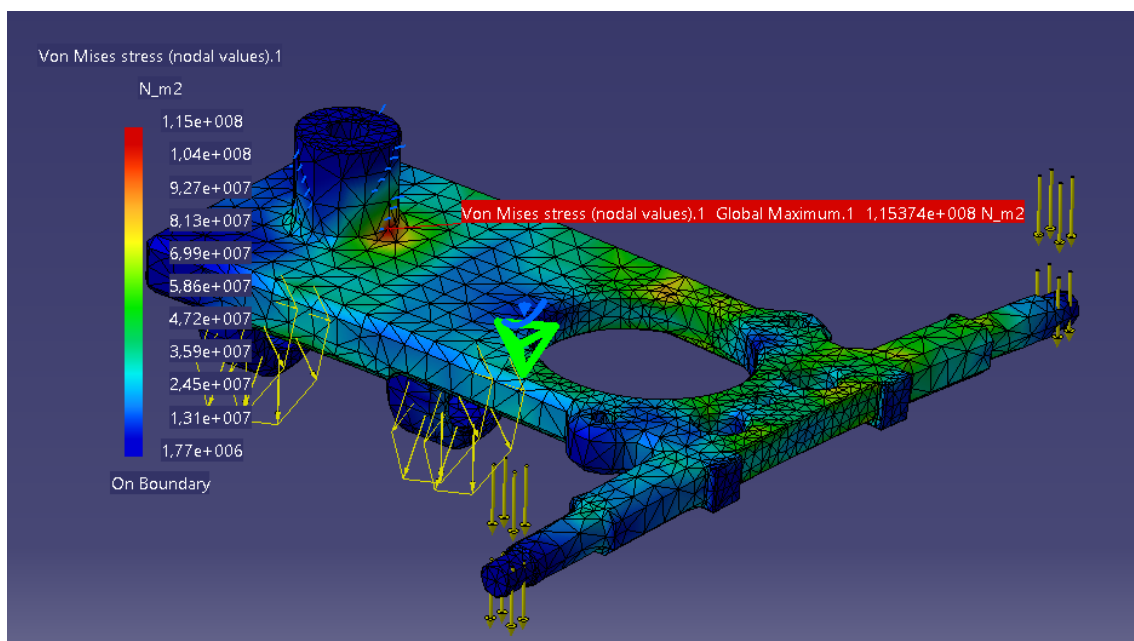 Von Mises stress (nodal values).1
N_m2
1,15e+008
1,04e+008
9,27e+007
Von Mises stress (nodal values).1 Global Maximum.1 1,15374e+008 N_m2
8,13e+007
6,99e+007
5,86e+007
4,72e+007
3,59e+007
2,45e+007
1,31e+007
1,77e+006
On Boundary